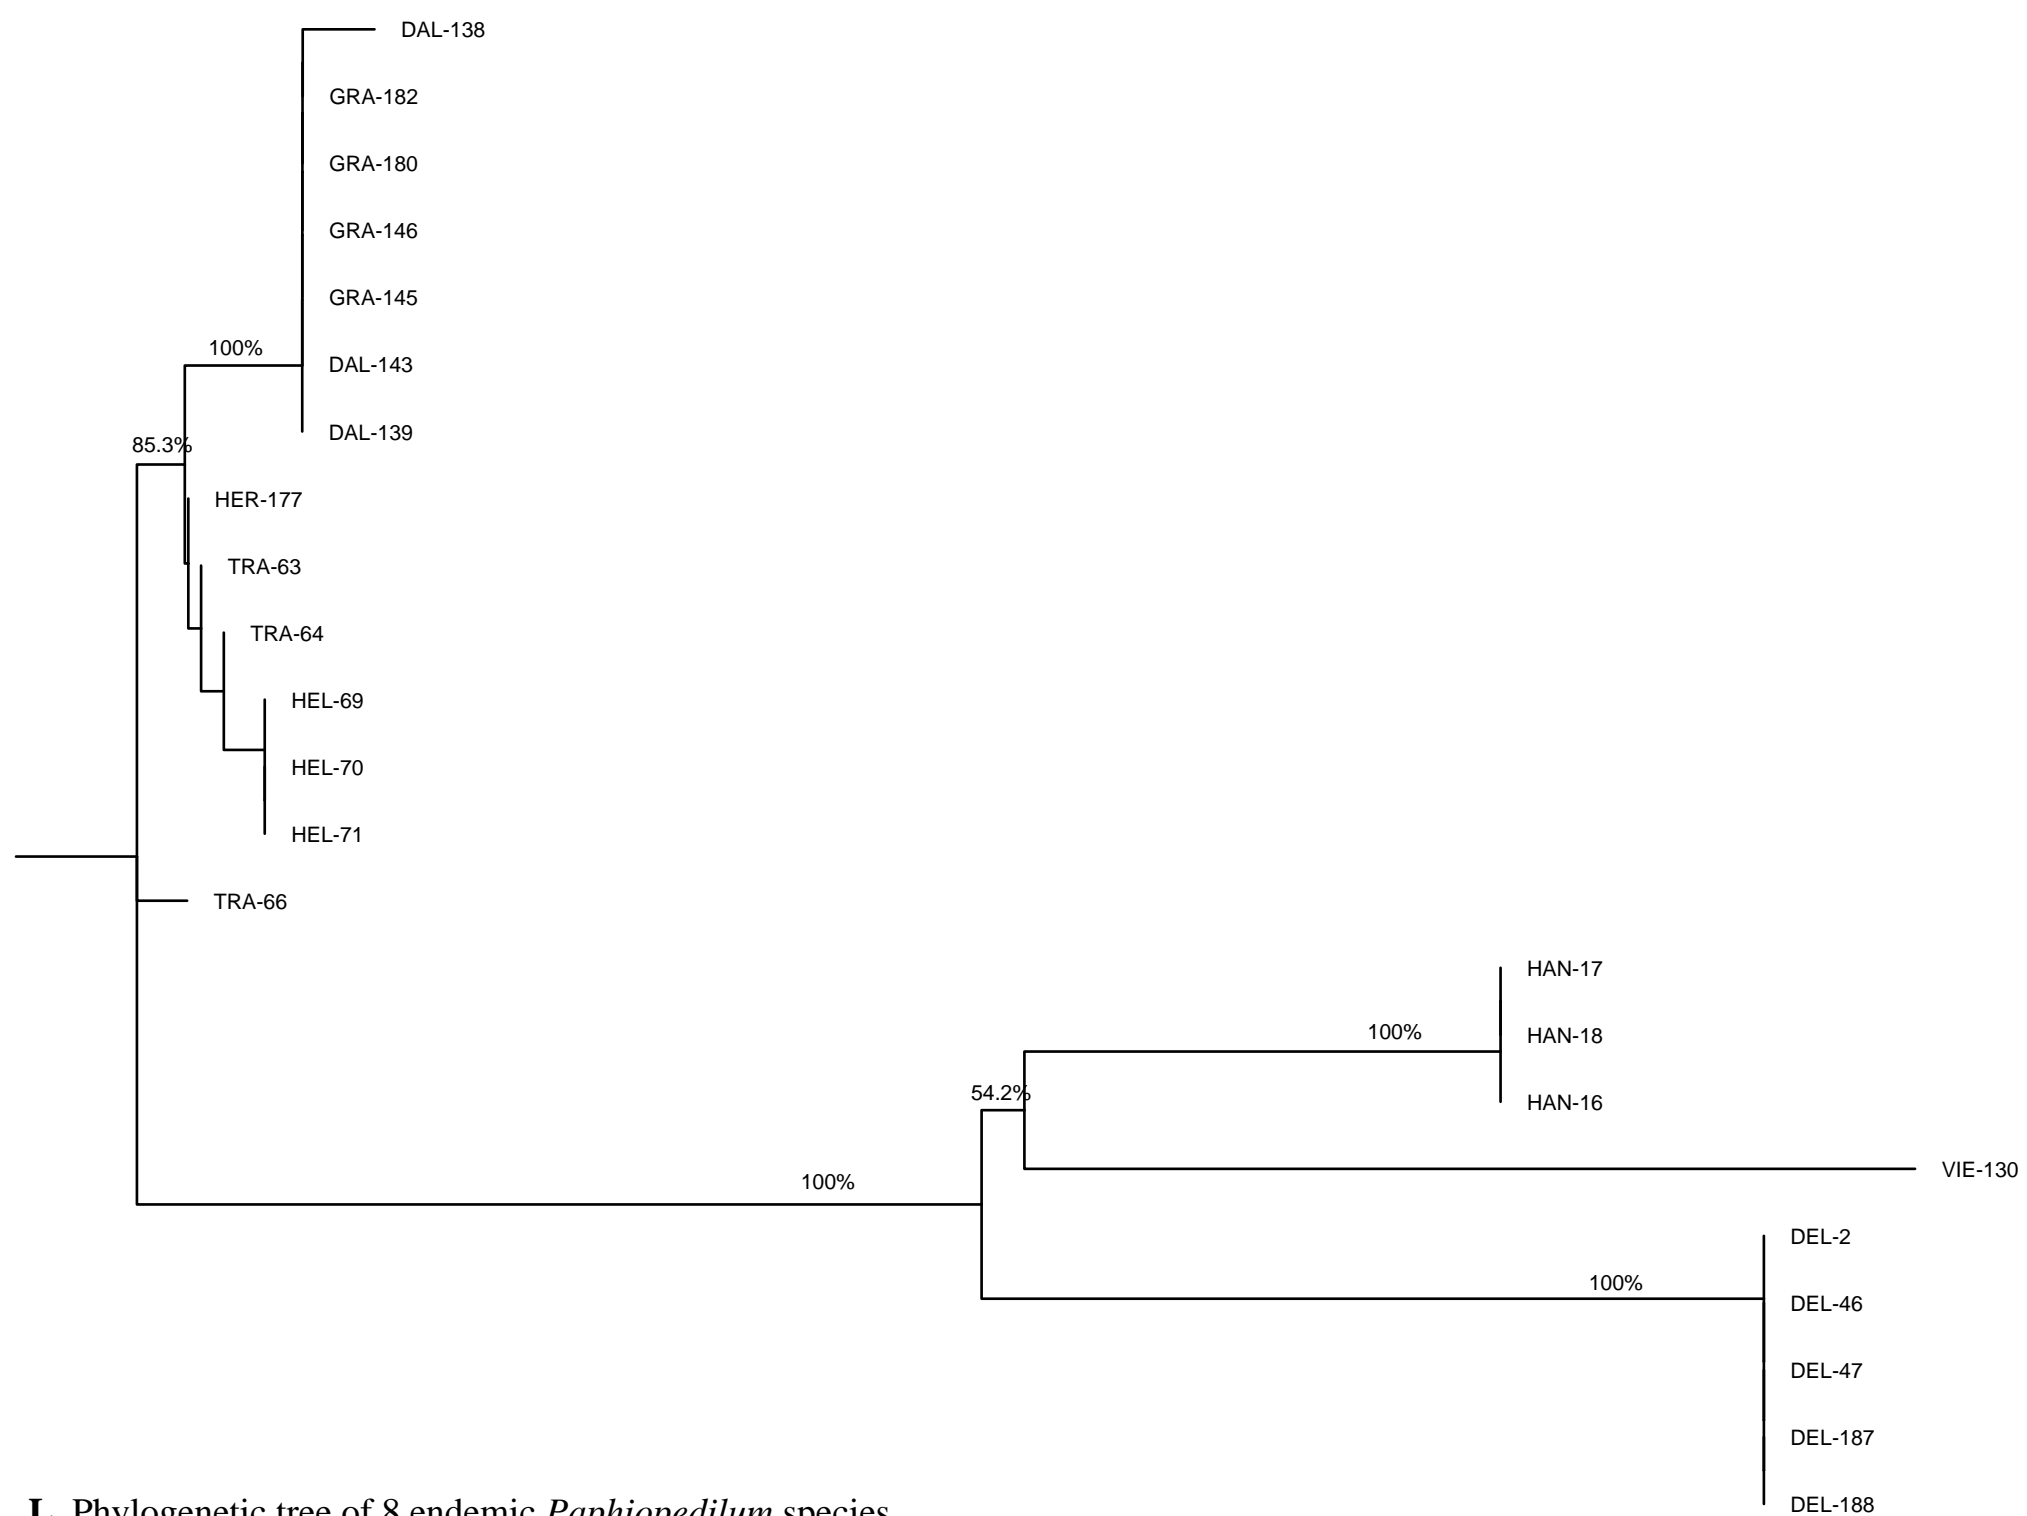 DAL-138
GRA-182
GRA-180
GRA-146
GRA-145
100%
DAL-143
DAL-139
85.3%
HER-177
TRA-63
TRA-64
HEL-69
HEL-70
HEL-71
TRA-66
HAN-17
100%
HAN-18
54.2%
HAN-16
VIE-130
100%
DEL-2
100%
DEL-46
DEL-47
DEL-187
DEL-188
Phylogenetic tree of 8 endemic Paphiopedilum species